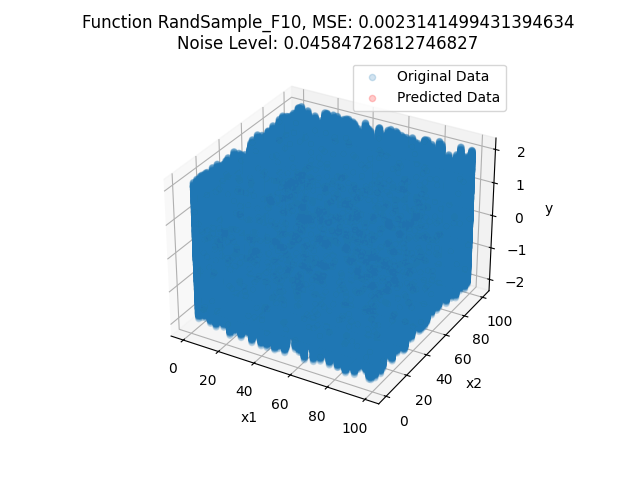 Function RandSample_F10, MSE: 0.0023141499431394634
Noise Level: 0.04584726812746827
Original Data
Predicted Data
2
1
0
−1
−2
y
0
20
40
60
80
100
x1
0
20
40
60
80
100
x2